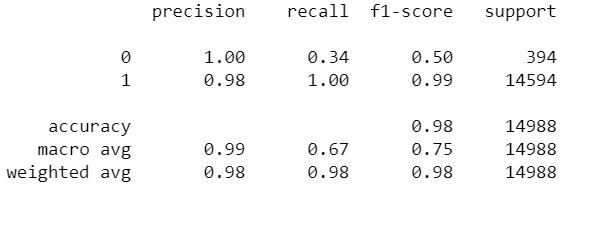 precision recall f1-score support
0 1.00 0.34 0.50 394
1 0.98 1.00 0.99 14594
accuracy 0.98 14988
macro avg 0.99 0.67 0.75 14988
weighted avg 0.98 0.98 0.98 14988